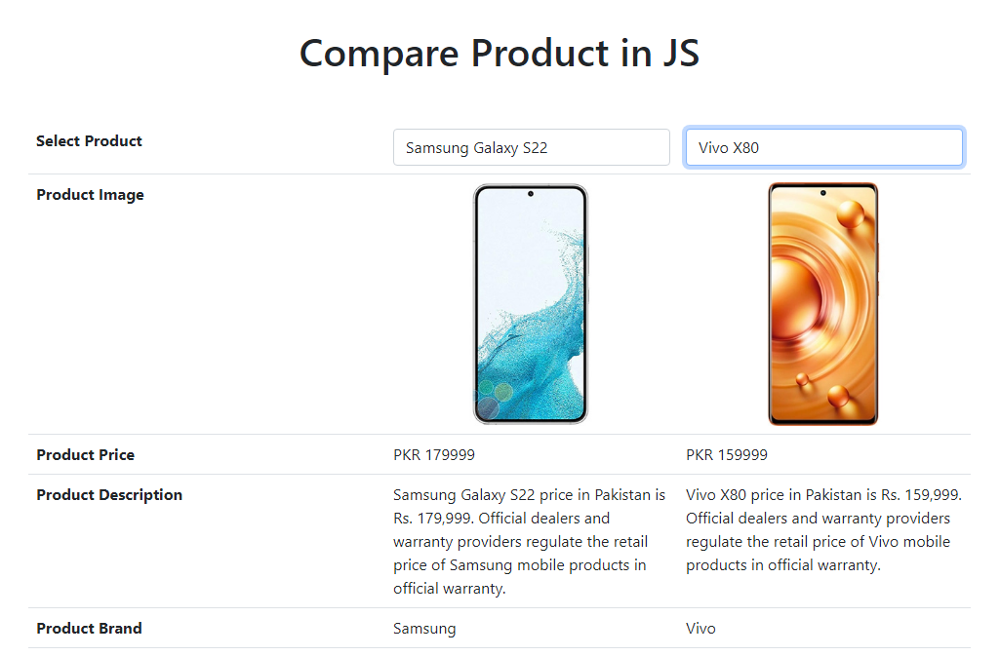 Compare Product in JS
Select Product
Samsung Galaxy S22
Vivo X80
Product Image
Product Price
PKR 179999
PKR 159999
Product Description
Samsung Galaxy S22 price in Pakistan is
Rs. 179,999. Official dealers and
warranty providers regulate the retail
price of Samsung mobile products in
official warranty.
Vivo X80 price in Pakistan is Rs. 159,999.
Official dealers and warranty providers
regulate the retail price of Vivo mobile
products in official warranty.
Product Brand
Samsung
Vivo